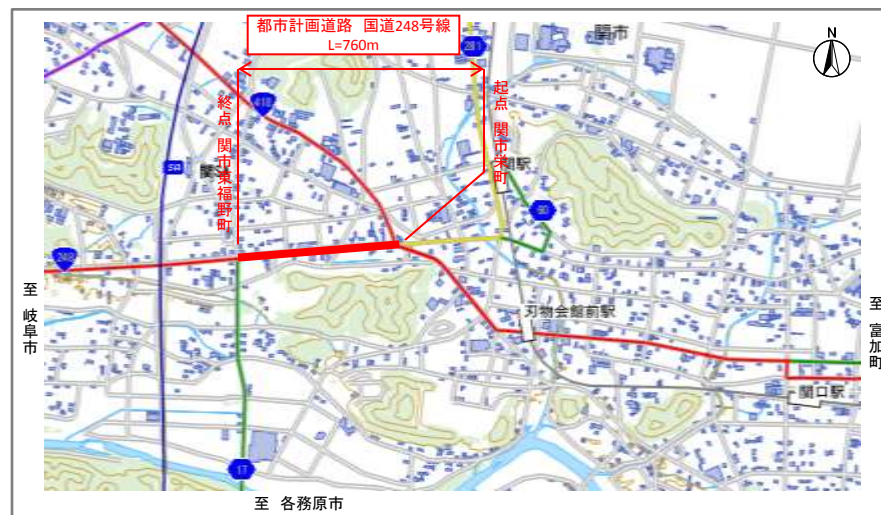 都市計画道路 国道248号線
L=760m
N
281
関市
起点 関市栄町
終点 関市東福野町
418
関駅
80
248
至 岐阜市
刃物会館前駅
至 富加町
関口駅
17
至 各務原市